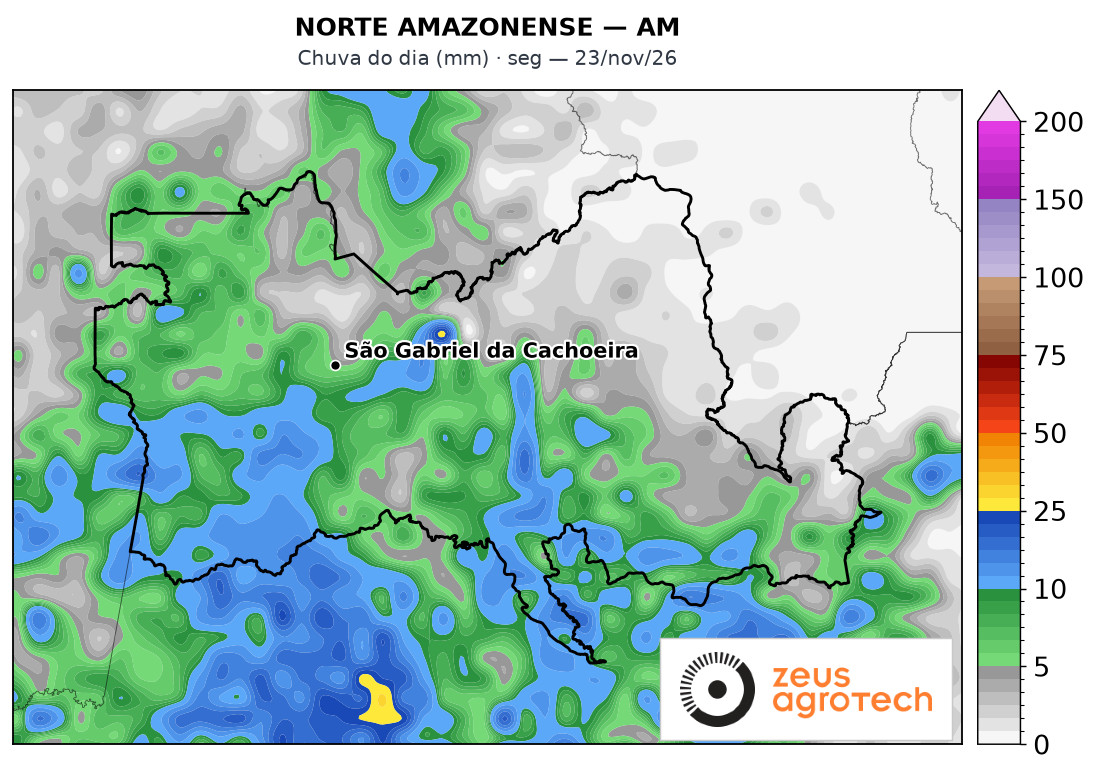 NORTE AMAZONENSE — AM
Chuva do dia (mm) · seg — 23/nov/26
200
150
100
75
50
25
10
5
0
São Gabriel da Cachoeira
zeus
agrotech